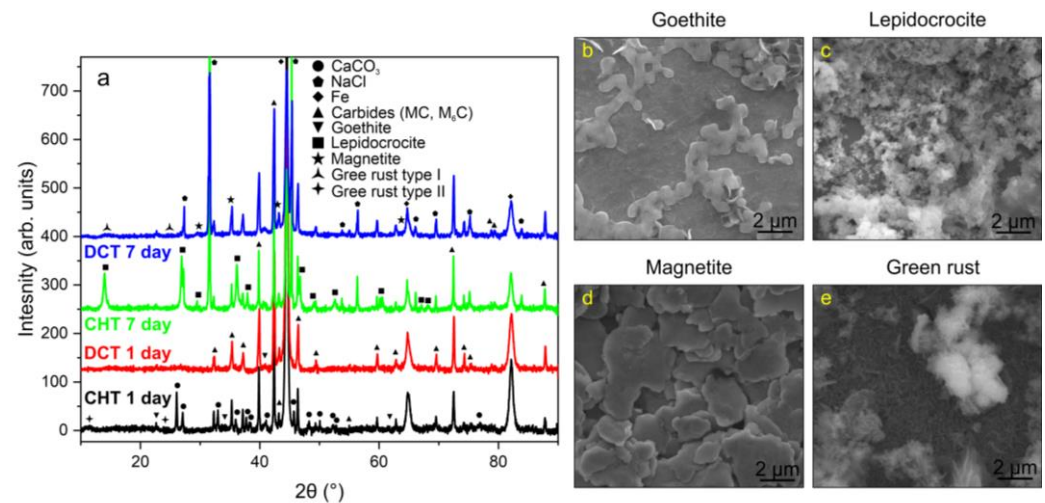 Goethite
Lepidocrocite
a
CaCO₃
NaCl
Fe
Carbides (MC, M₆C)
Goethite
Lepidocrocite
Magnetite
Gree rust type I
Gree rust type II
DCT 7 day
CHT 7 day
DCT 1 day
CHT 1 day
700
600
500
400
300
200
100
0
Intesnity (arb. units)
20
40
60
80
2θ (°)
b
2 µm
c
2 µm
Magnetite
Green rust
d
2 µm
e
2 µm